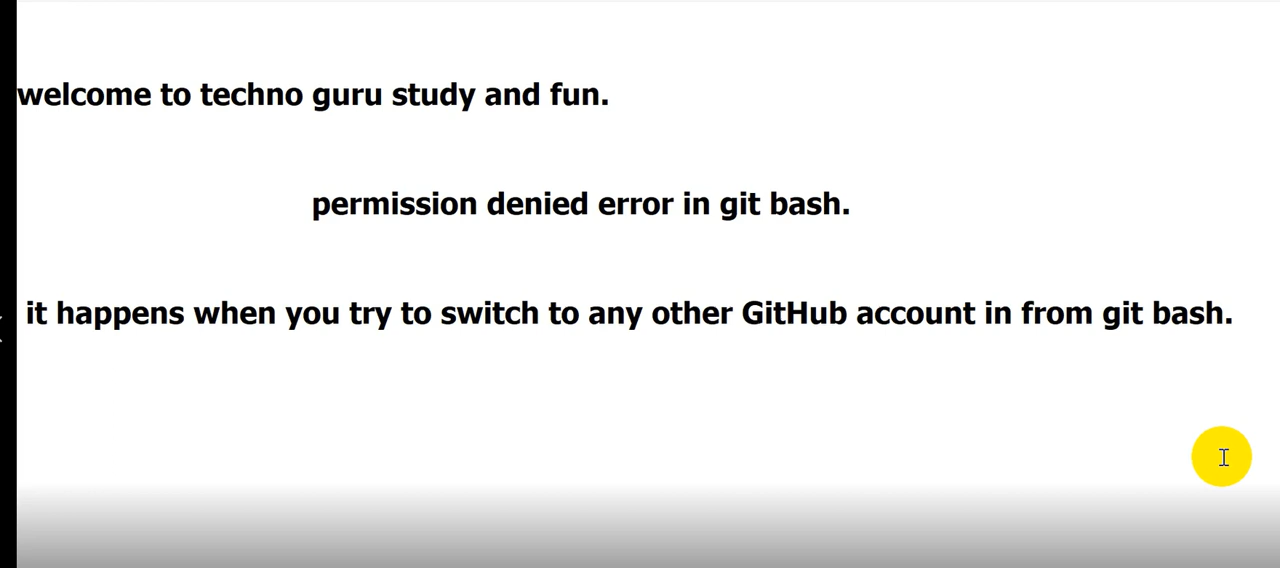 welcome to techno guru study and fun.
permission denied error in git bash.
it happens when you try to switch to any other GitHub account in from git bash.